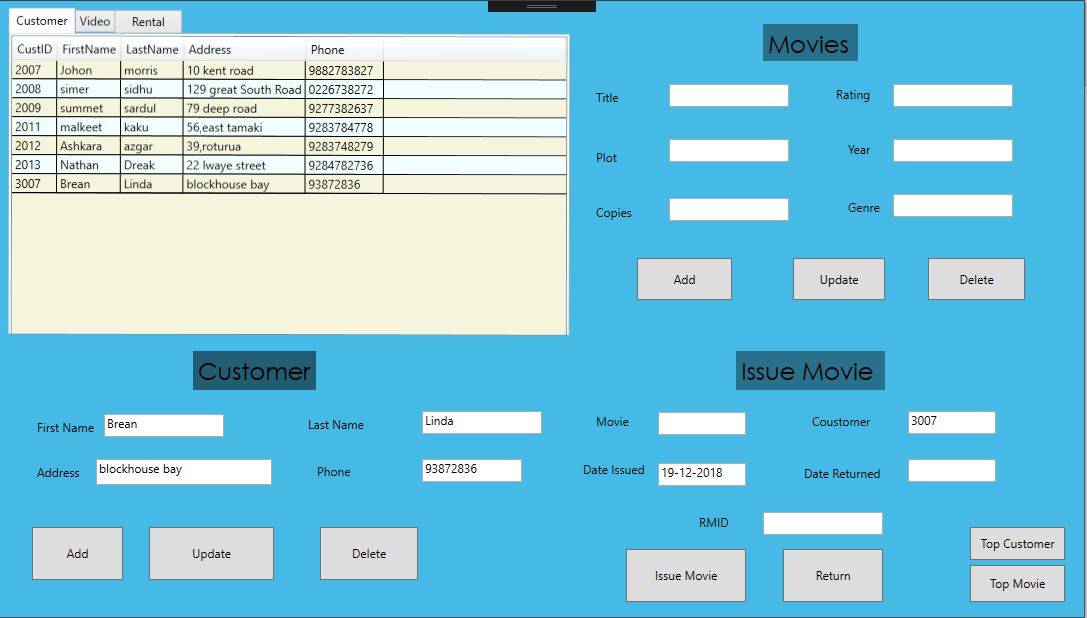 Customer Video Rental
CustID FirstName LastName Address Phone
2007 Johon morris 10 kent road 9882783827
2008 simer sidhu 129 great South Road 0226738272
2009 summet sardul 79 deep road 9277382637
2011 malkeet kaku 56,east tamaki 9283784778
2012 Ashkara azgar 39,roturua 9283748279
2013 Nathan Dreak 22 lwaye street 9284782736
3007 Brean Linda blockhouse bay 93872836
Movies
Title Rating
Plot Year
Copies Genre
Add Update Delete
Customer
First Name Brean Last Name Linda
Address blockhouse bay Phone 93872836
Add Update Delete
Issue Movie
Movie Coustomer 3007
Date Issued 19-12-2018 Date Returned
RMID
Issue Movie Return
Top Customer
Top Movie